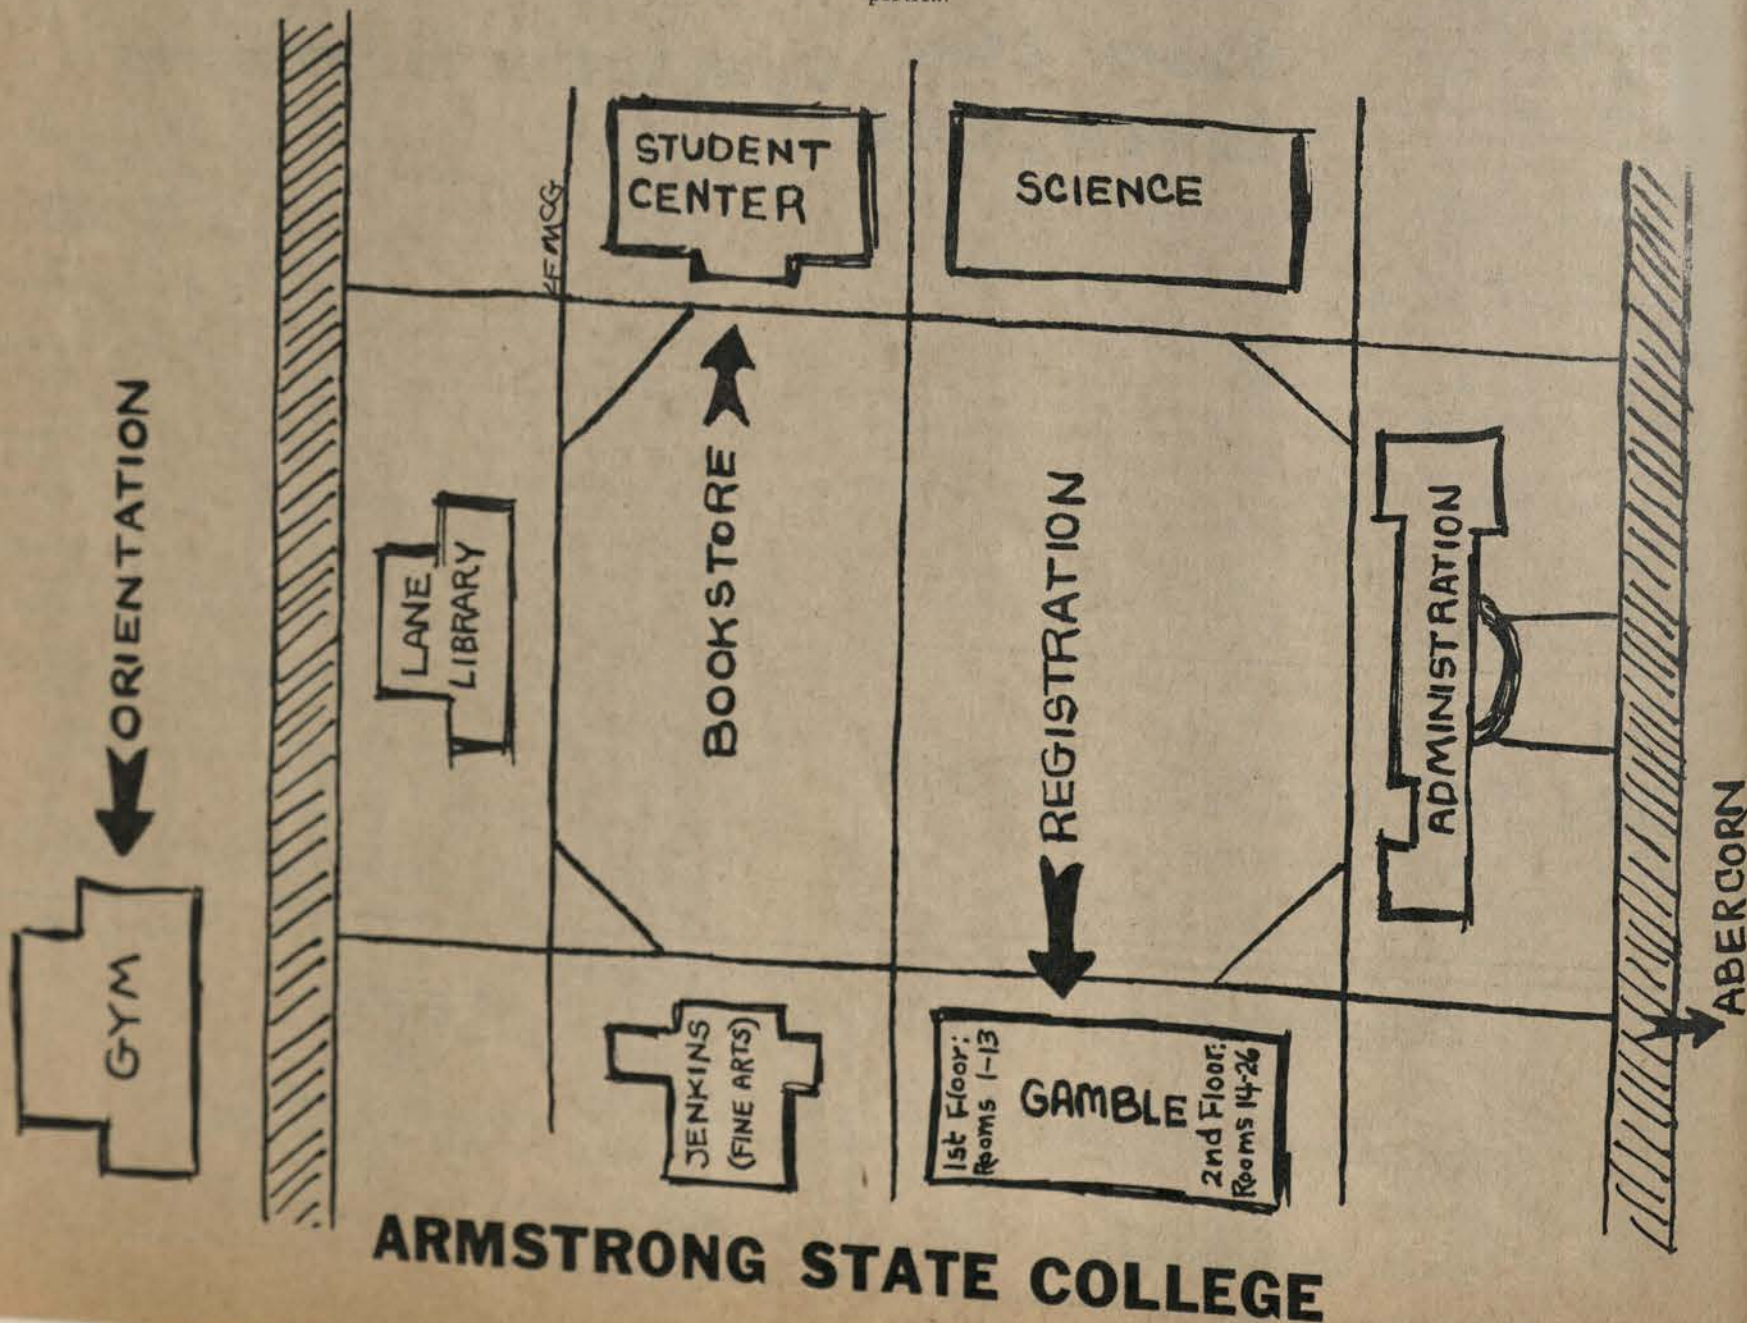 STUDENT
CENTER
SCIENCE
ORIENTATION
LANE
LIBRARY
BOOKSTORE
REGISTRATION
ADMINISTRATION
ABERCORN
GYM
JENKINS
(FINE ARTS)
1st Floor:
Rooms 1-13
GAMBLE
2nd Floor:
Rooms 14-26
ARMSTRONG STATE COLLEGE